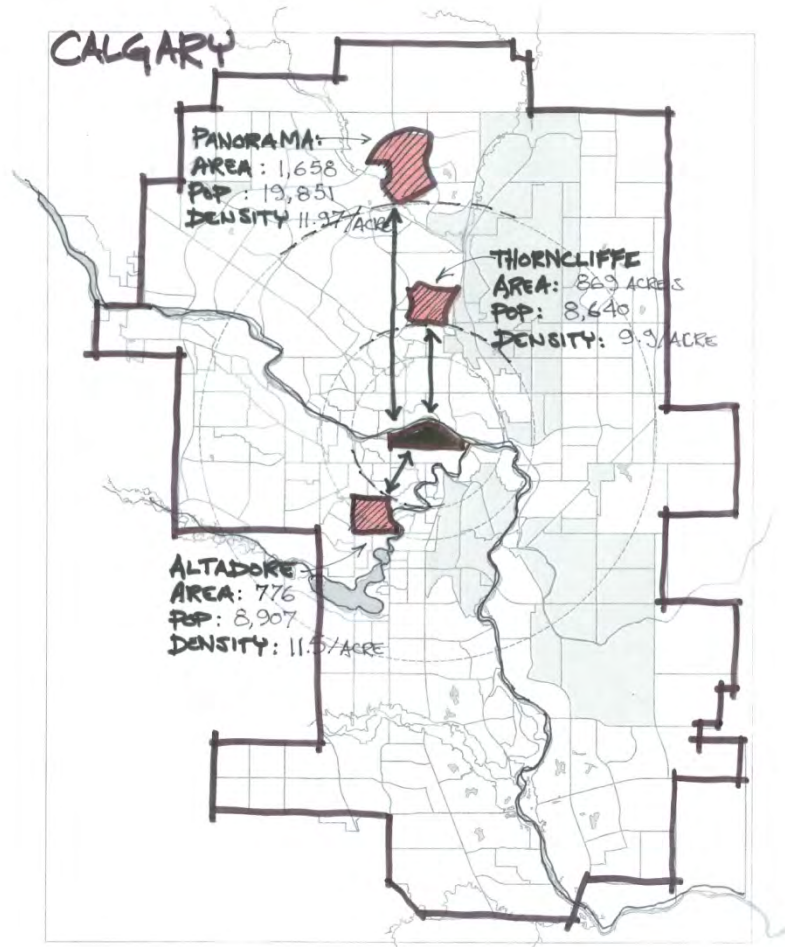 CALGARY
PANORAMA:
AREA: 1,658
POP: 19,851
DENSITY 11.97/ACRE
THORNCLIFFE
AREA: 869 ACRES
POP: 8,640
DENSITY: 9.9/ACRE
ALTADORE
AREA: 776
POP: 8,907
DENSITY: 11.5/ACRE